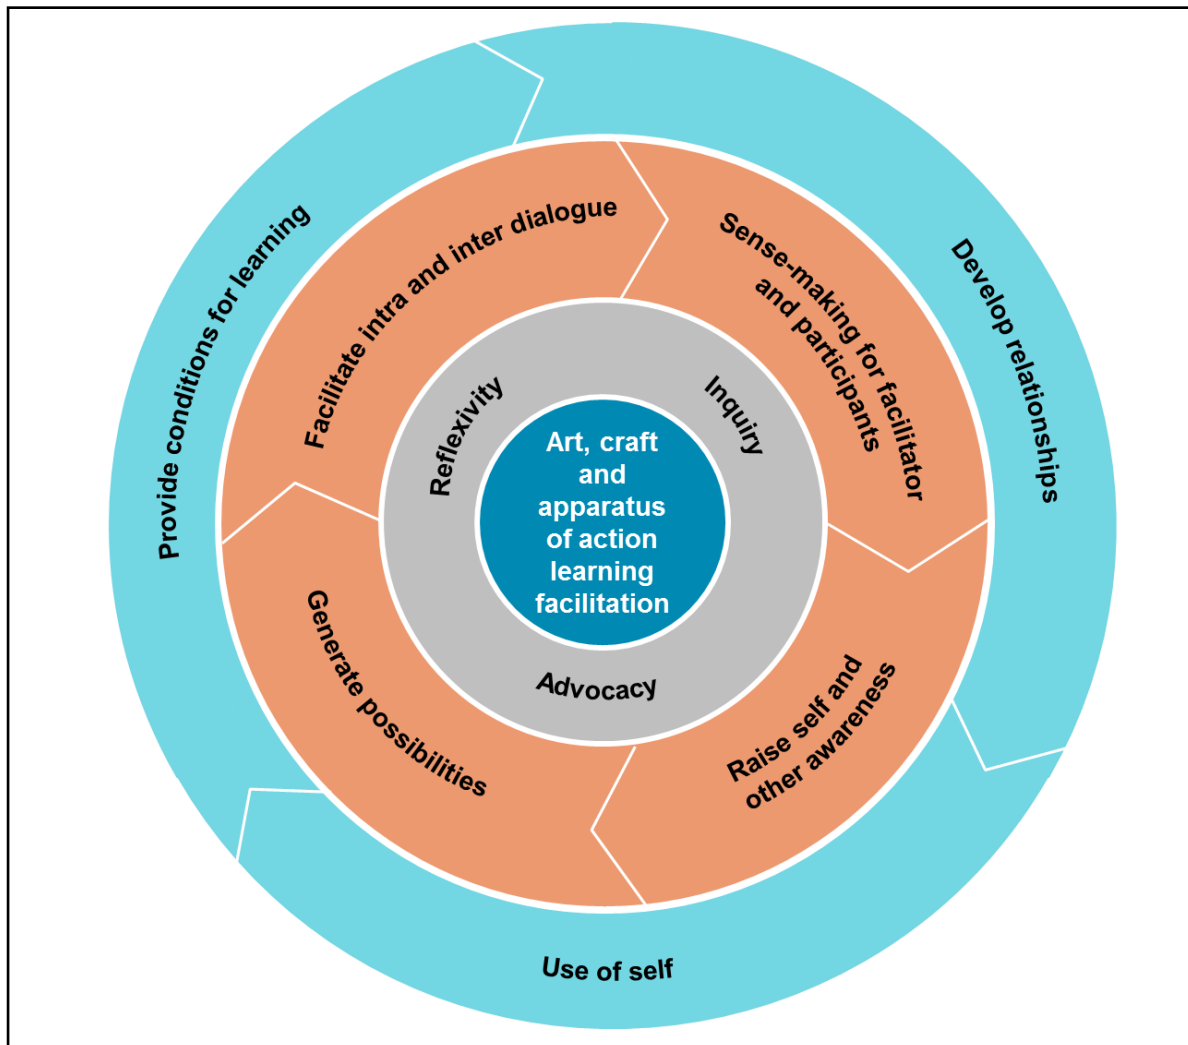 Provide conditions for learning
Develop relationships
Use of self
Facilitate intra and inter dialogue
Sense-making for facilitator
and participants
Raise self and
other awareness
Generate possibilities
Reflexivity
Inquiry
Advocacy
Art, craft
and
apparatus
of action
learning
facilitation